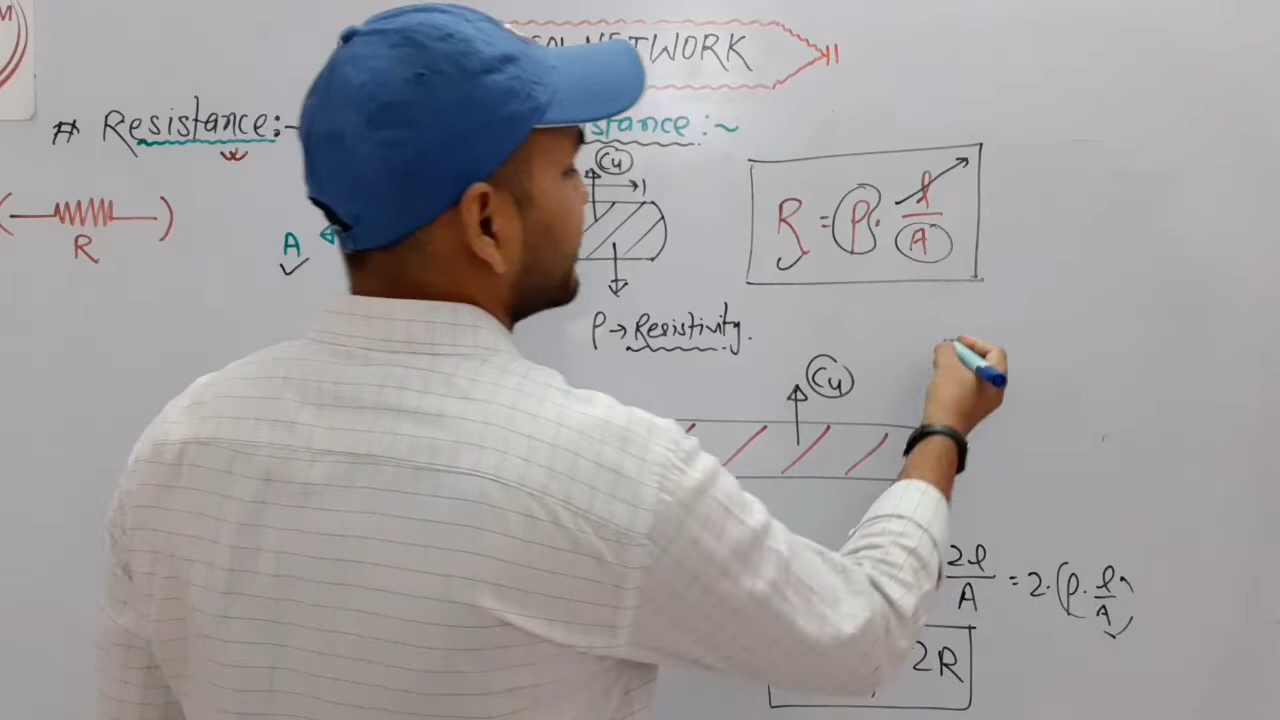 M
NETWORK
# Resistance:-
stance :~
Cu
l
R
A
R = ρ · l/A
ρ → Resistivity.
Cu
2l/A = 2·(ρ · l/A
2R